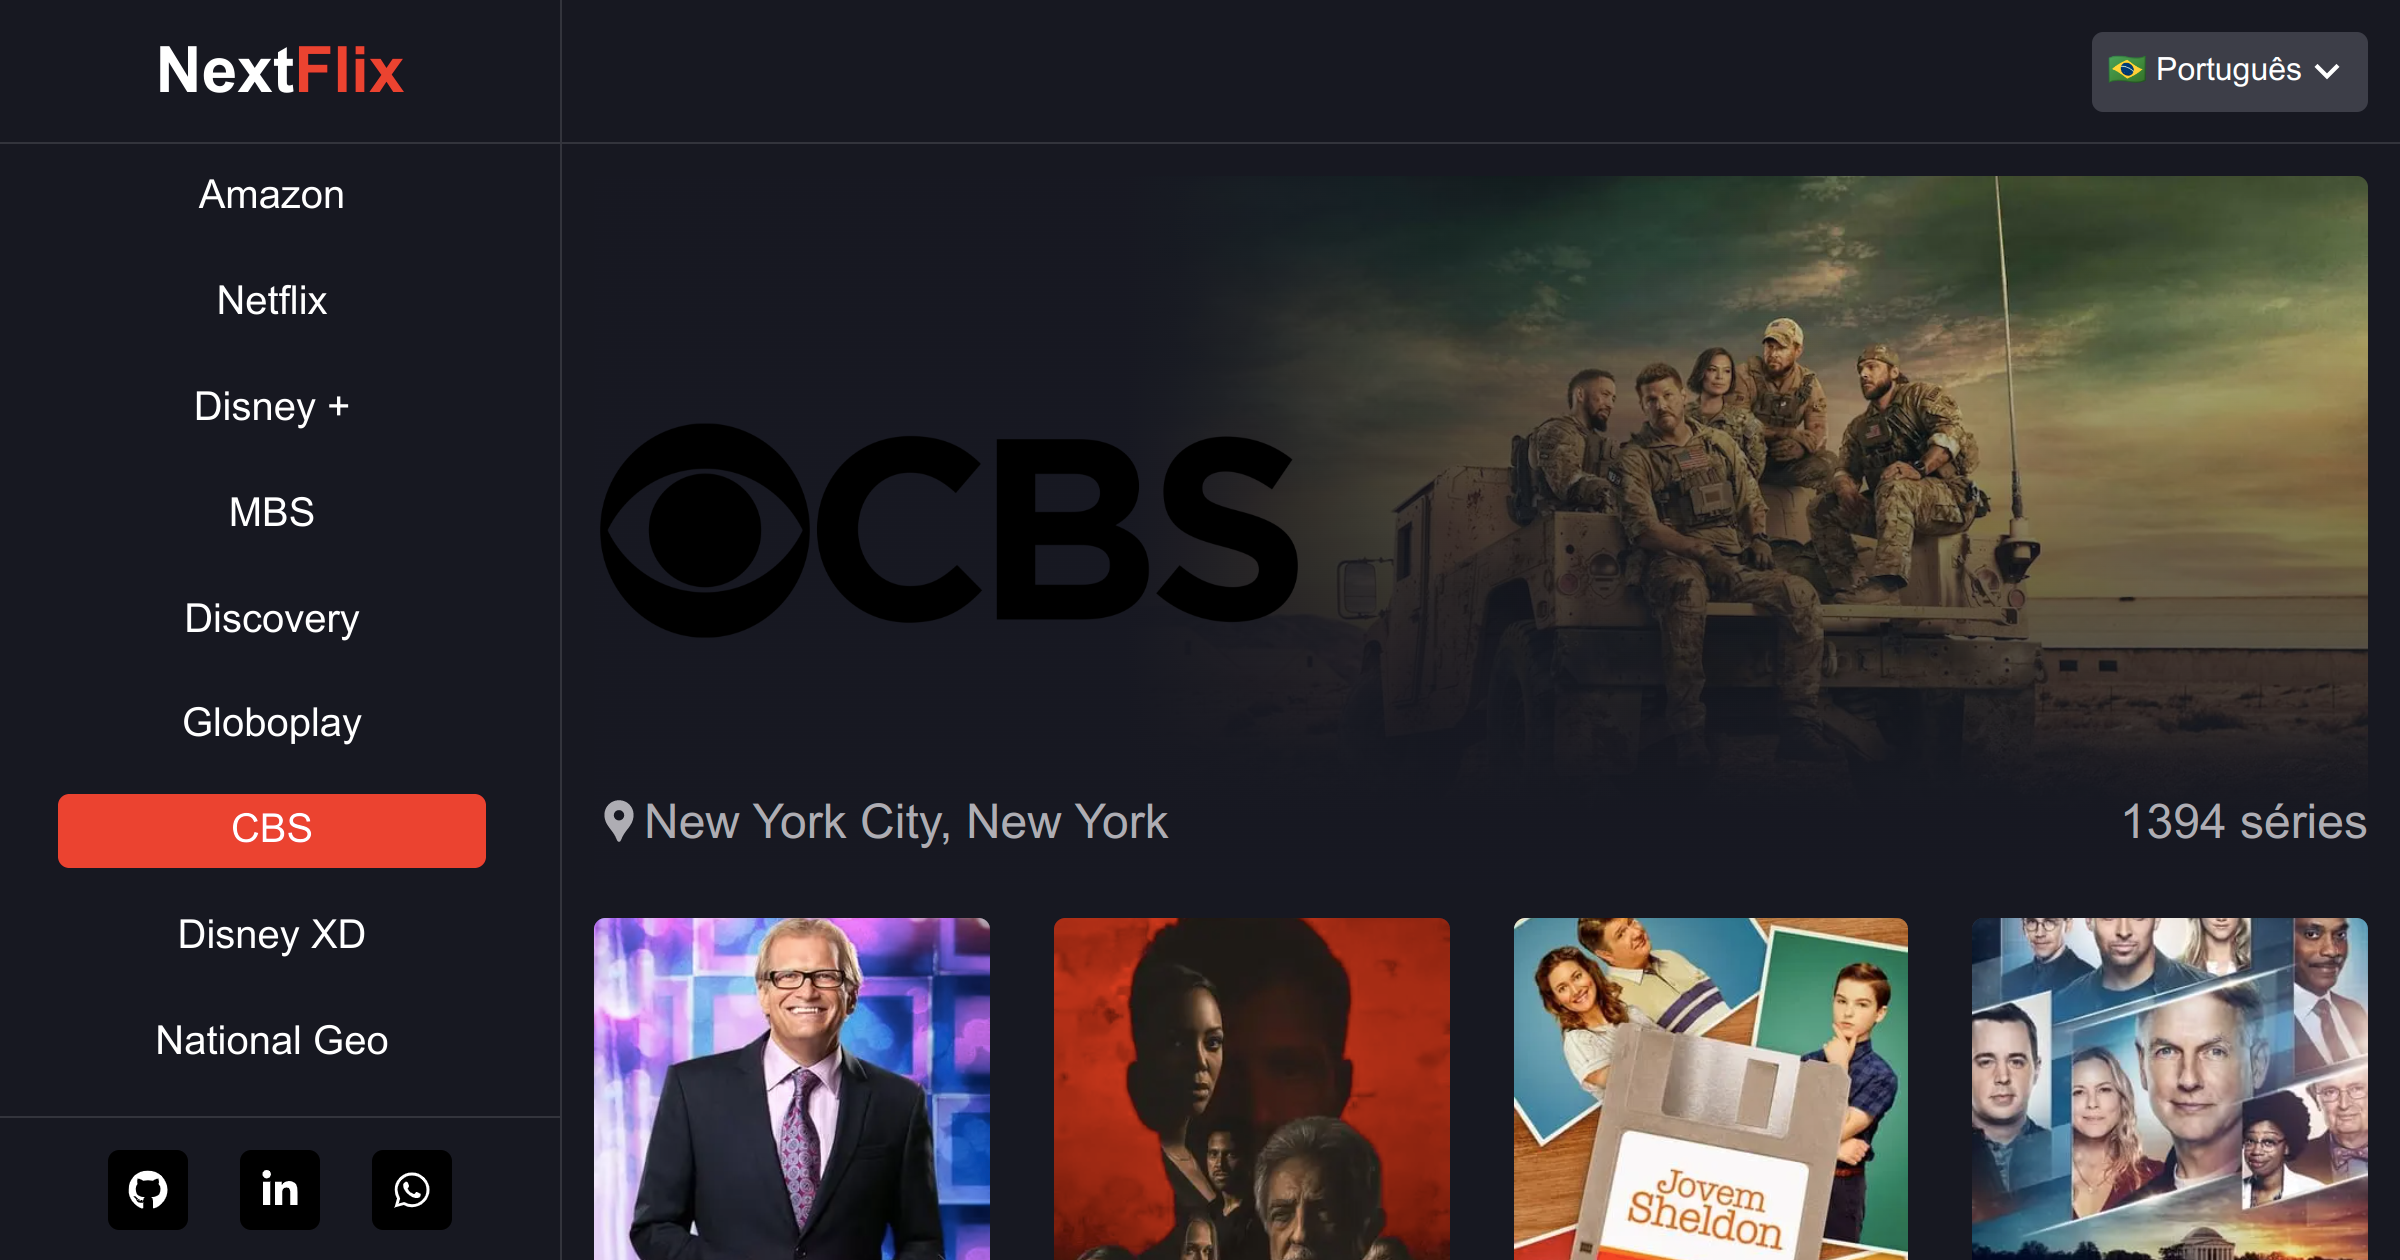 NextFlix
Português
Amazon
Netflix
Disney +
MBS
Discovery
Globoplay
CBS
Disney XD
National Geo
in
CBS
New York City, New York
1394 séries
Jovem
Sheldon